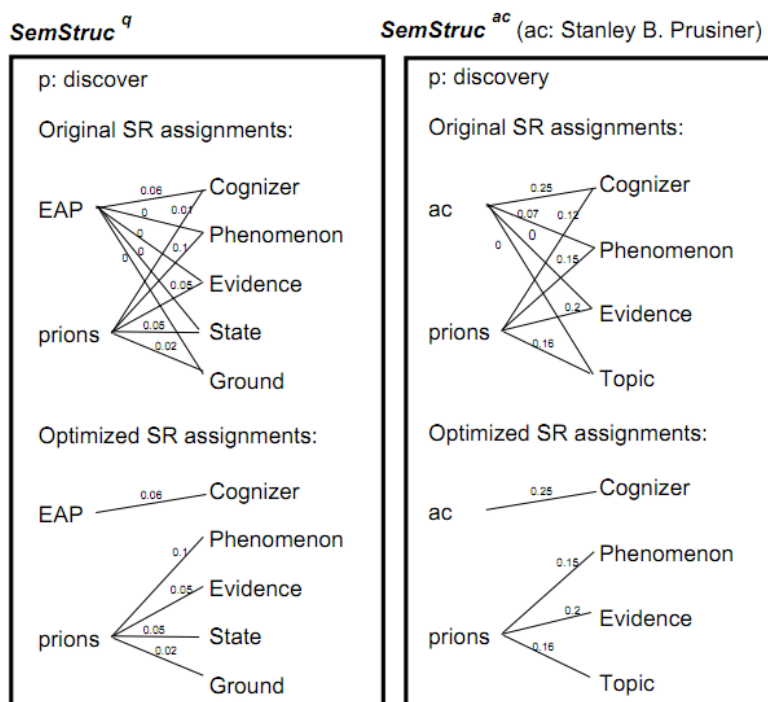 SemStruc q
p: discover
Original SR assignments:
EAP
prions
0.06
0
0
0
0
0.01
0.1
0.05
0.05
0.02
Cognizer
Phenomenon
Evidence
State
Ground
Optimized SR assignments:
EAP
prions
0.06
0.1
0.05
0.05
0.02
Cognizer
Phenomenon
Evidence
State
Ground
SemStruc ac (ac: Stanley B. Prusiner)
p: discovery
Original SR assignments:
ac
prions
0.25
0.07
0
0
0.12
0.15
0.2
0.16
Cognizer
Phenomenon
Evidence
Topic
Optimized SR assignments:
ac
prions
0.25
0.15
0.2
0.16
Cognizer
Phenomenon
Evidence
Topic